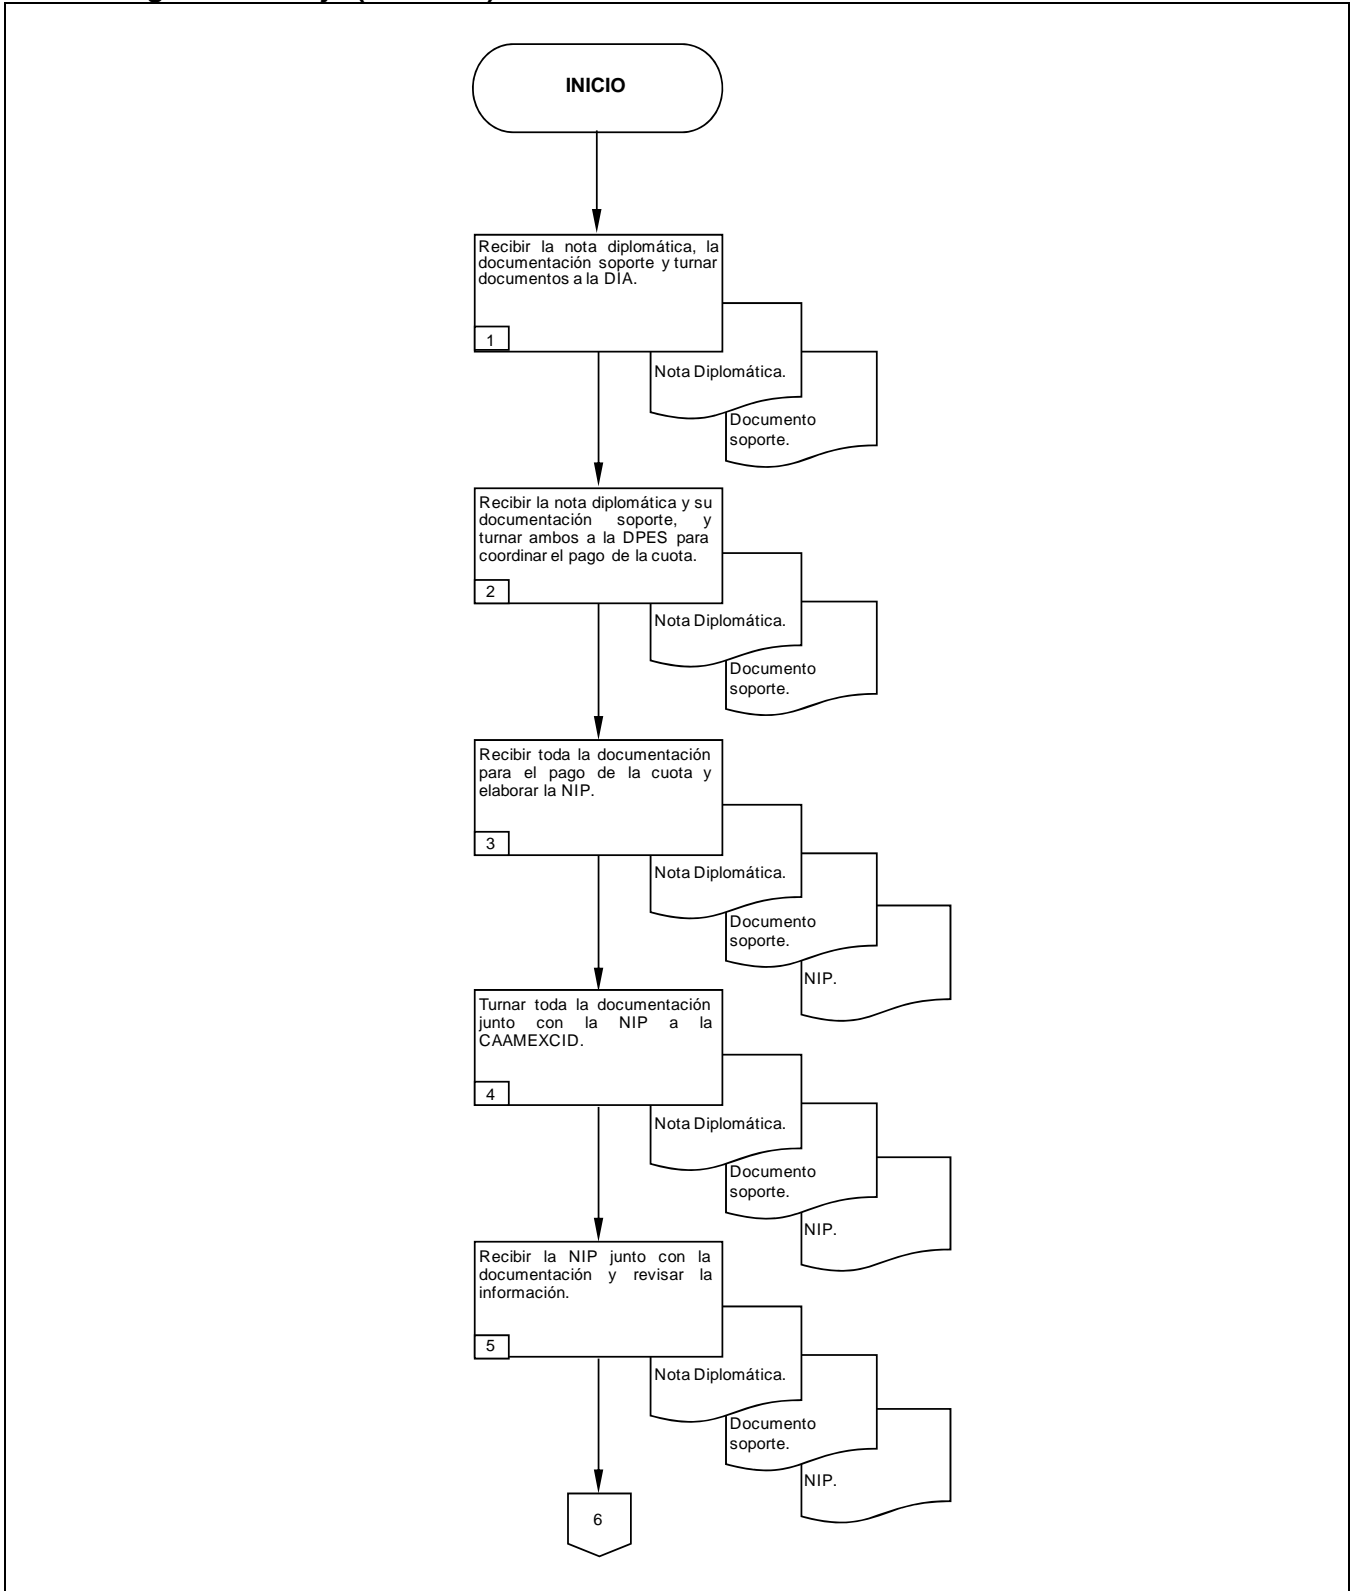 INICIO
Recibir la nota diplomática, la
documentación soporte y turnar
documentos a la DIA.
1
Nota Diplomática.
Documento
soporte.
Recibir la nota diplomática y su
documentación soporte, y
turnar ambos a la DPES para
coordinar el pago de la cuota.
2
Nota Diplomática.
Documento
soporte.
Recibir toda la documentación
para el pago de la cuota y
elaborar la NIP.
3
Nota Diplomática.
Documento
soporte.
NIP.
Turnar toda la documentación
junto con la NIP a la
CAAMEXCID.
4
Nota Diplomática.
Documento
soporte.
NIP.
Recibir la NIP junto con la
documentación y revisar la
información.
5
Nota Diplomática.
Documento
soporte.
NIP.
6